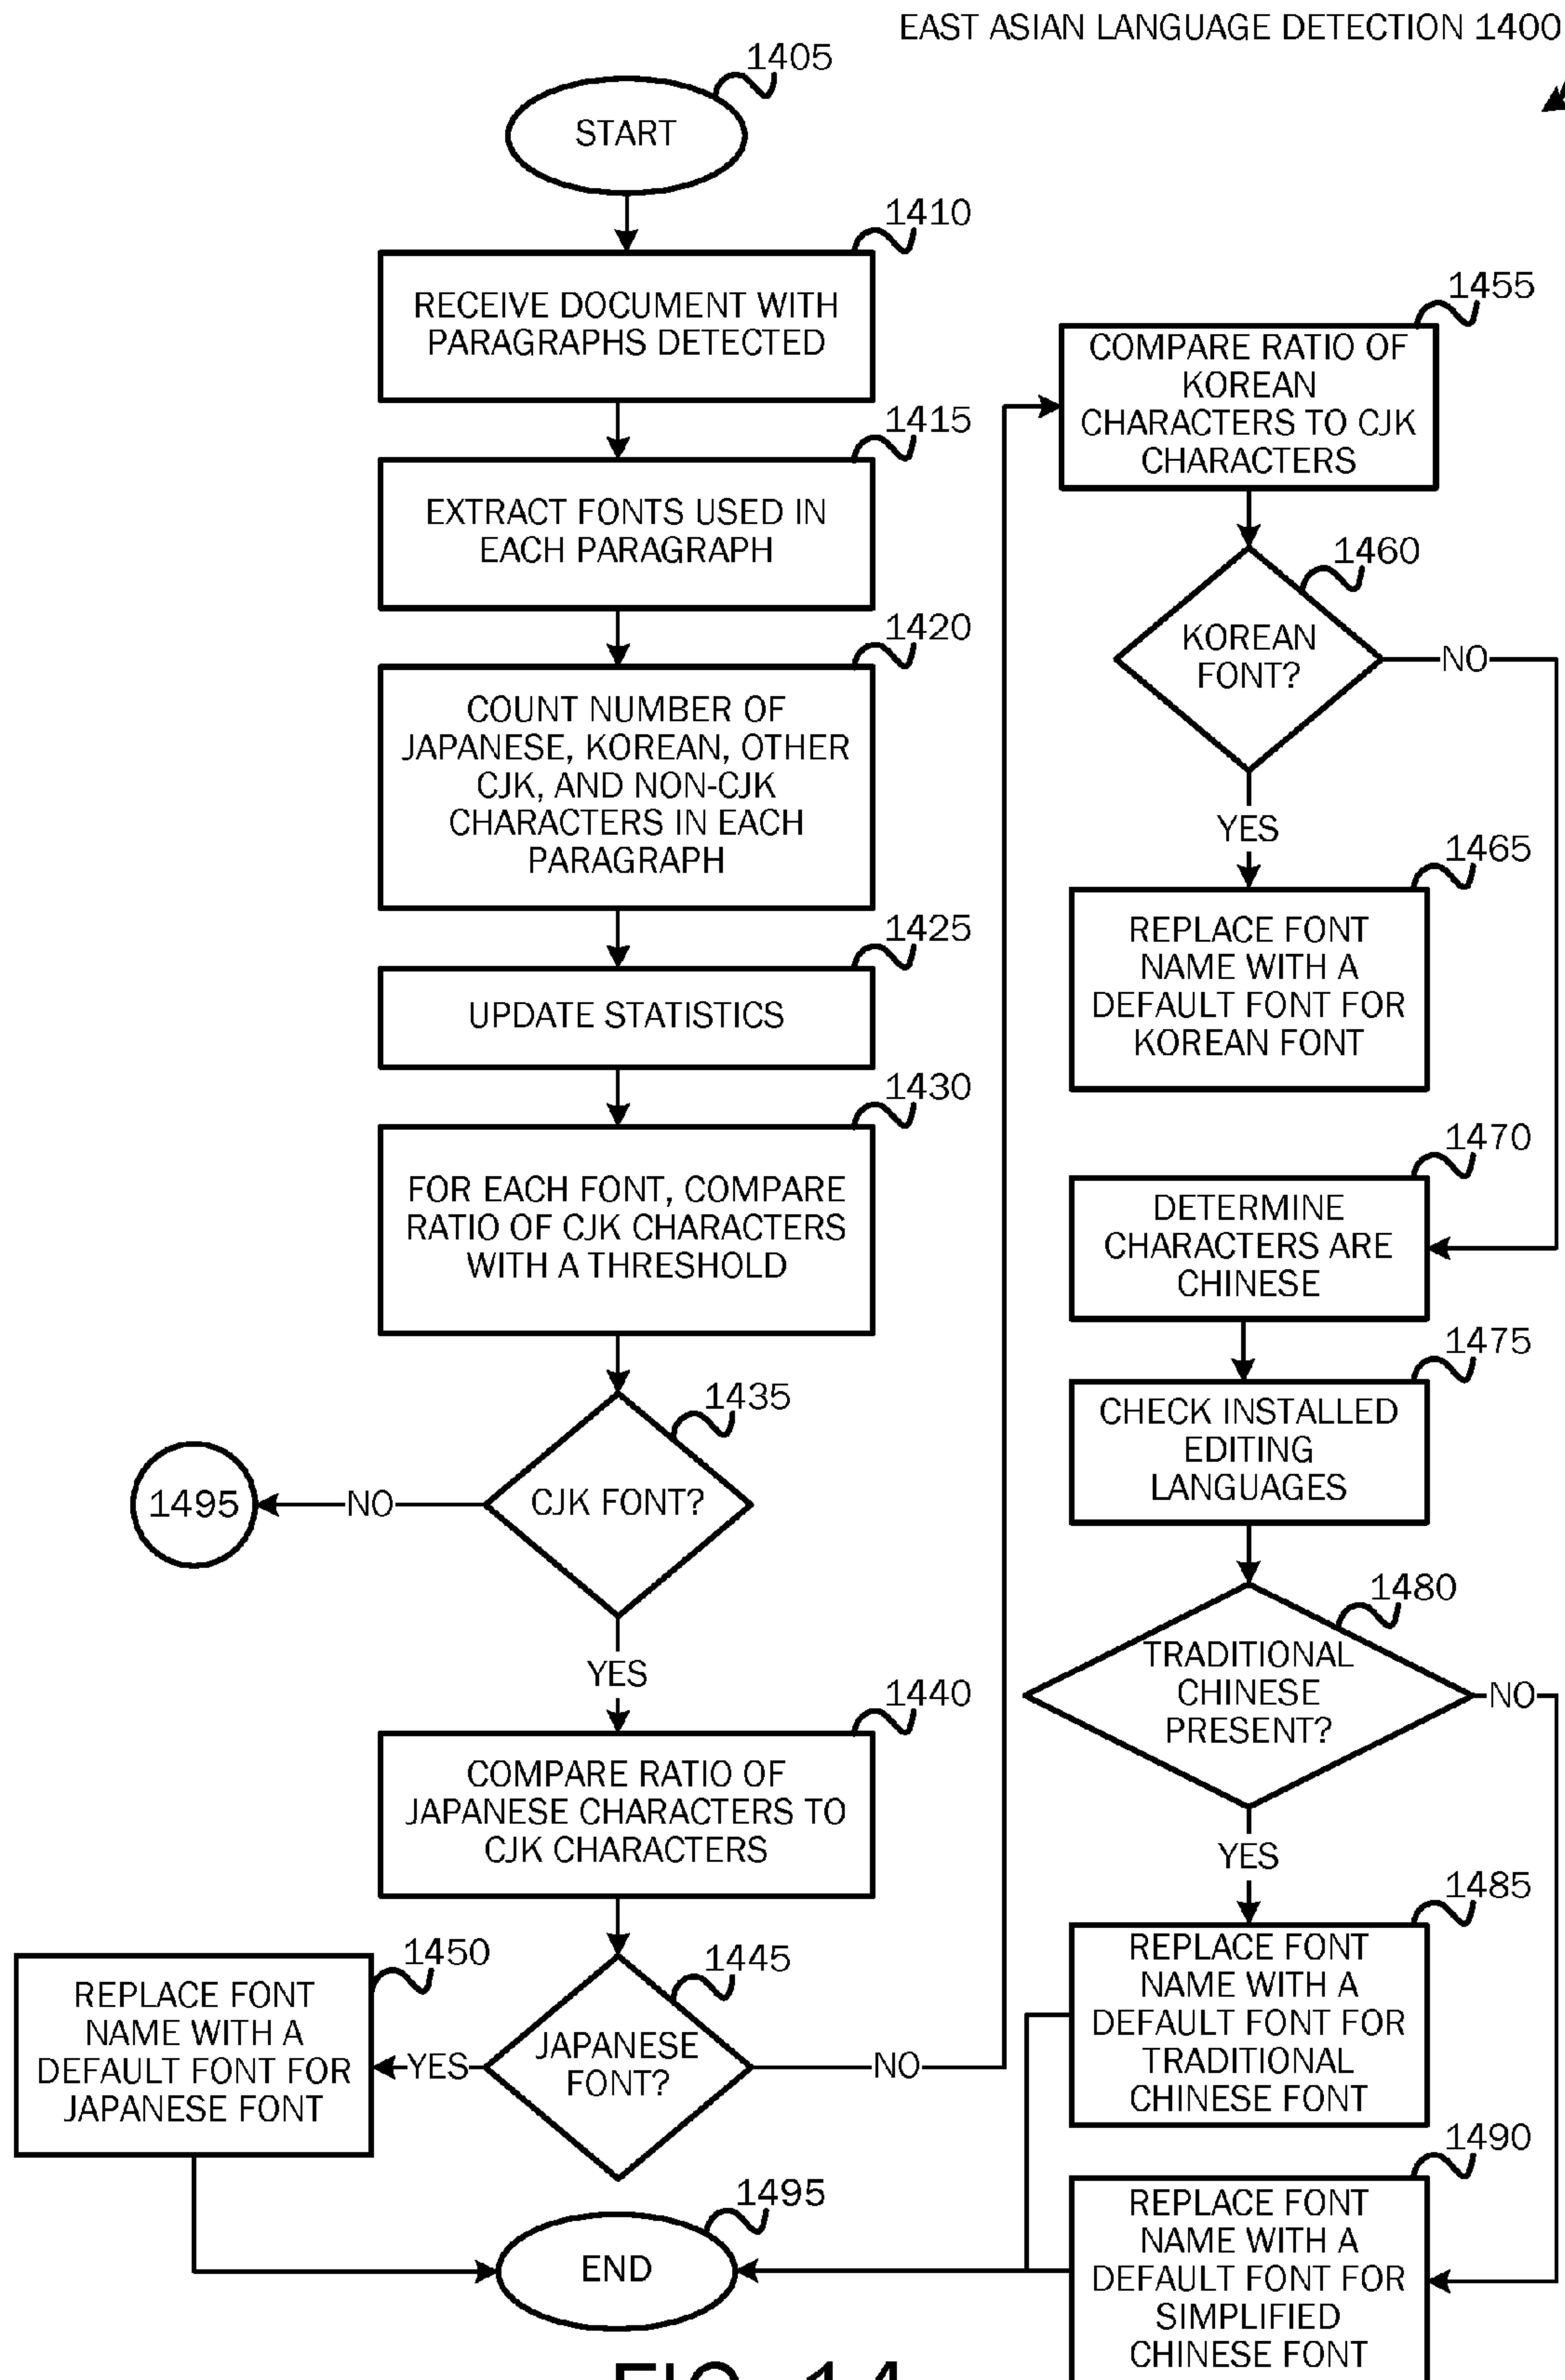 EAST ASIAN LANGUAGE DETECTION 1400
1405
START
1410
RECEIVE DOCUMENT WITH
PARAGRAPHS DETECTED
1415
EXTRACT FONTS USED IN
EACH PARAGRAPH
1420
COUNT NUMBER OF
JAPANESE, KOREAN, OTHER
CJK, AND NON-CJK
CHARACTERS IN EACH
PARAGRAPH
1425
UPDATE STATISTICS
1430
FOR EACH FONT, COMPARE
RATIO OF CJK CHARACTERS
WITH A THRESHOLD
1435
CJK FONT?
NO
1495
YES
1440
COMPARE RATIO OF
JAPANESE CHARACTERS TO
CJK CHARACTERS
1445
JAPANESE
FONT?
YES
NO
1450
REPLACE FONT
NAME WITH A
DEFAULT FONT FOR
JAPANESE FONT
1495
END
1455
COMPARE RATIO OF
KOREAN
CHARACTERS TO CJK
CHARACTERS
1460
KOREAN
FONT?
NO
YES
1465
REPLACE FONT
NAME WITH A
DEFAULT FONT FOR
KOREAN FONT
1470
DETERMINE
CHARACTERS ARE
CHINESE
1475
CHECK INSTALLED
EDITING
LANGUAGES
1480
TRADITIONAL
CHINESE
PRESENT?
NO
YES
1485
REPLACE FONT
NAME WITH A
DEFAULT FONT FOR
TRADITIONAL
CHINESE FONT
1490
REPLACE FONT
NAME WITH A
DEFAULT FONT FOR
SIMPLIFIED
CHINESE FONT
FIG. 14